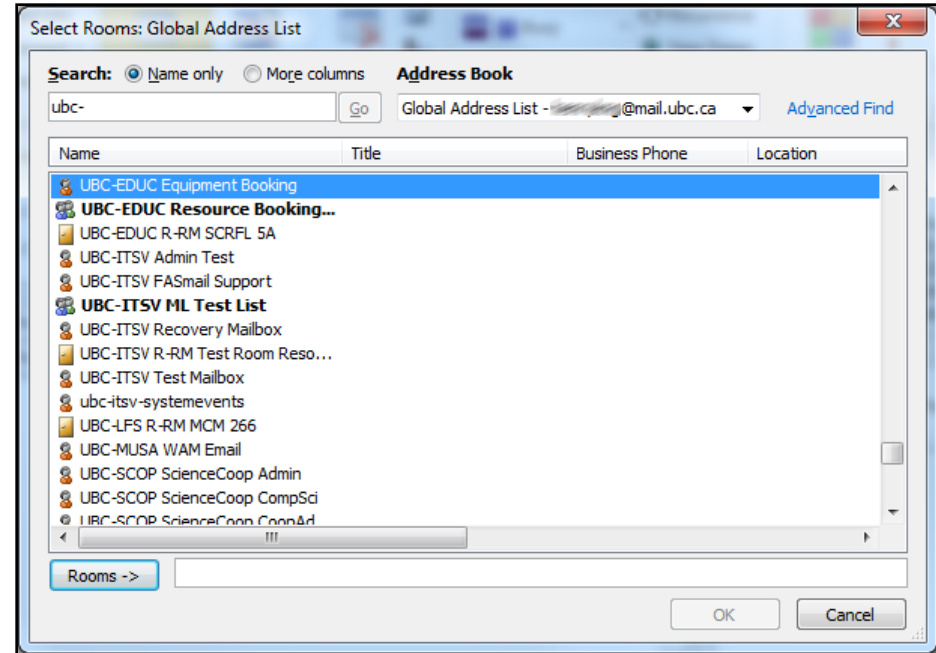 Select Rooms: Global Address List
Search: Name only More columns Address Book
ubc- Go Global Address List - @mail.ubc.ca Advanced Find
Name Title Business Phone Location
UBC-EDUC Equipment Booking
UBC-EDUC Resource Booking...
UBC-EDUC R-RM SCRFL 5A
UBC-ITSV Admin Test
UBC-ITSV FASmail Support
UBC-ITSV ML Test List
UBC-ITSV Recovery Mailbox
UBC-ITSV R-RM Test Room Reso...
UBC-ITSV Test Mailbox
ubc-itsv-systemevents
UBC-LFS R-RM MCM 266
UBC-MUSA WAM Email
UBC-SCOP ScienceCoop Admin
UBC-SCOP ScienceCoop CompSci
UBC-SCOP ScienceCoop CoopAd
Rooms ->
OK Cancel